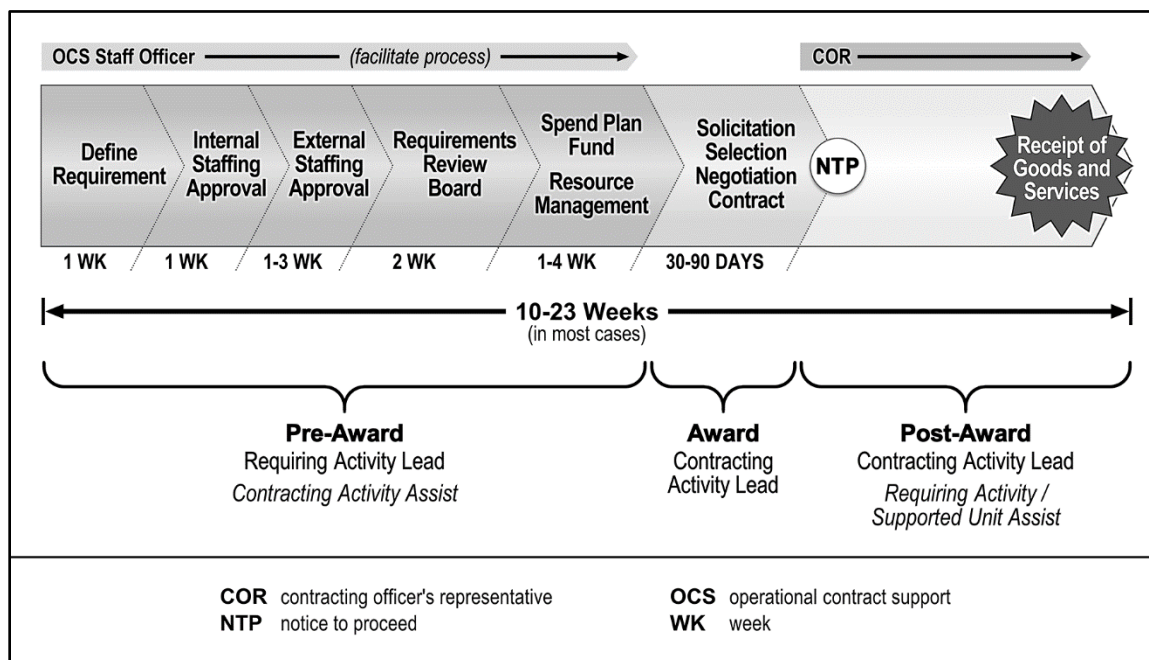 OCS Staff Officer (facilitate process)
COR
Define
Requirement
Internal
Staffing
Approval
External
Staffing
Approval
Requirements
Review
Board
Spend Plan
Fund
Resource
Management
Solicitation
Selection
Negotiation
Contract
NTP
Receipt of
Goods and
Services
1 WK
1 WK
1-3 WK
2 WK
1-4 WK
30-90 DAYS
10-23 Weeks
(in most cases)
Pre-Award
Requiring Activity Lead
Contracting Activity Assist
Award
Contracting
Activity Lead
Post-Award
Contracting Activity Lead
Requiring Activity /
Supported Unit Assist
COR contracting officer's representative
NTP notice to proceed
OCS operational contract support
WK week